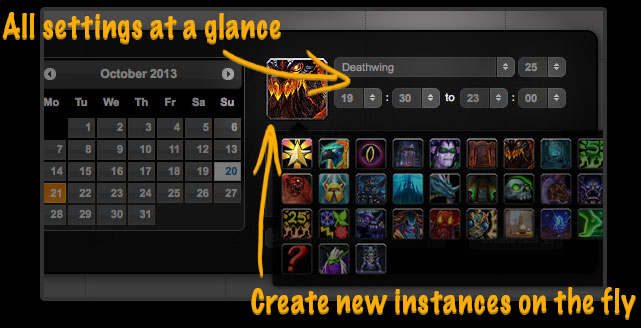 All settings at a glance
October 2013
Mo Tu We Th Fr Sa Su
1 2 3 4 5 6
7 8 9 10 11 12 13
14 15 16 17 18 19 20
21 22 23 24 25 26 27
28 29 30 31
Deathwing 25
19 : 30 to 23 : 00
25
Create new instances on the fly